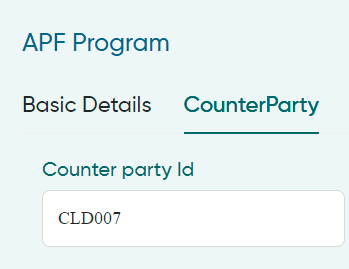 APF Program
Basic Details CounterParty
Counter party Id
CLD007